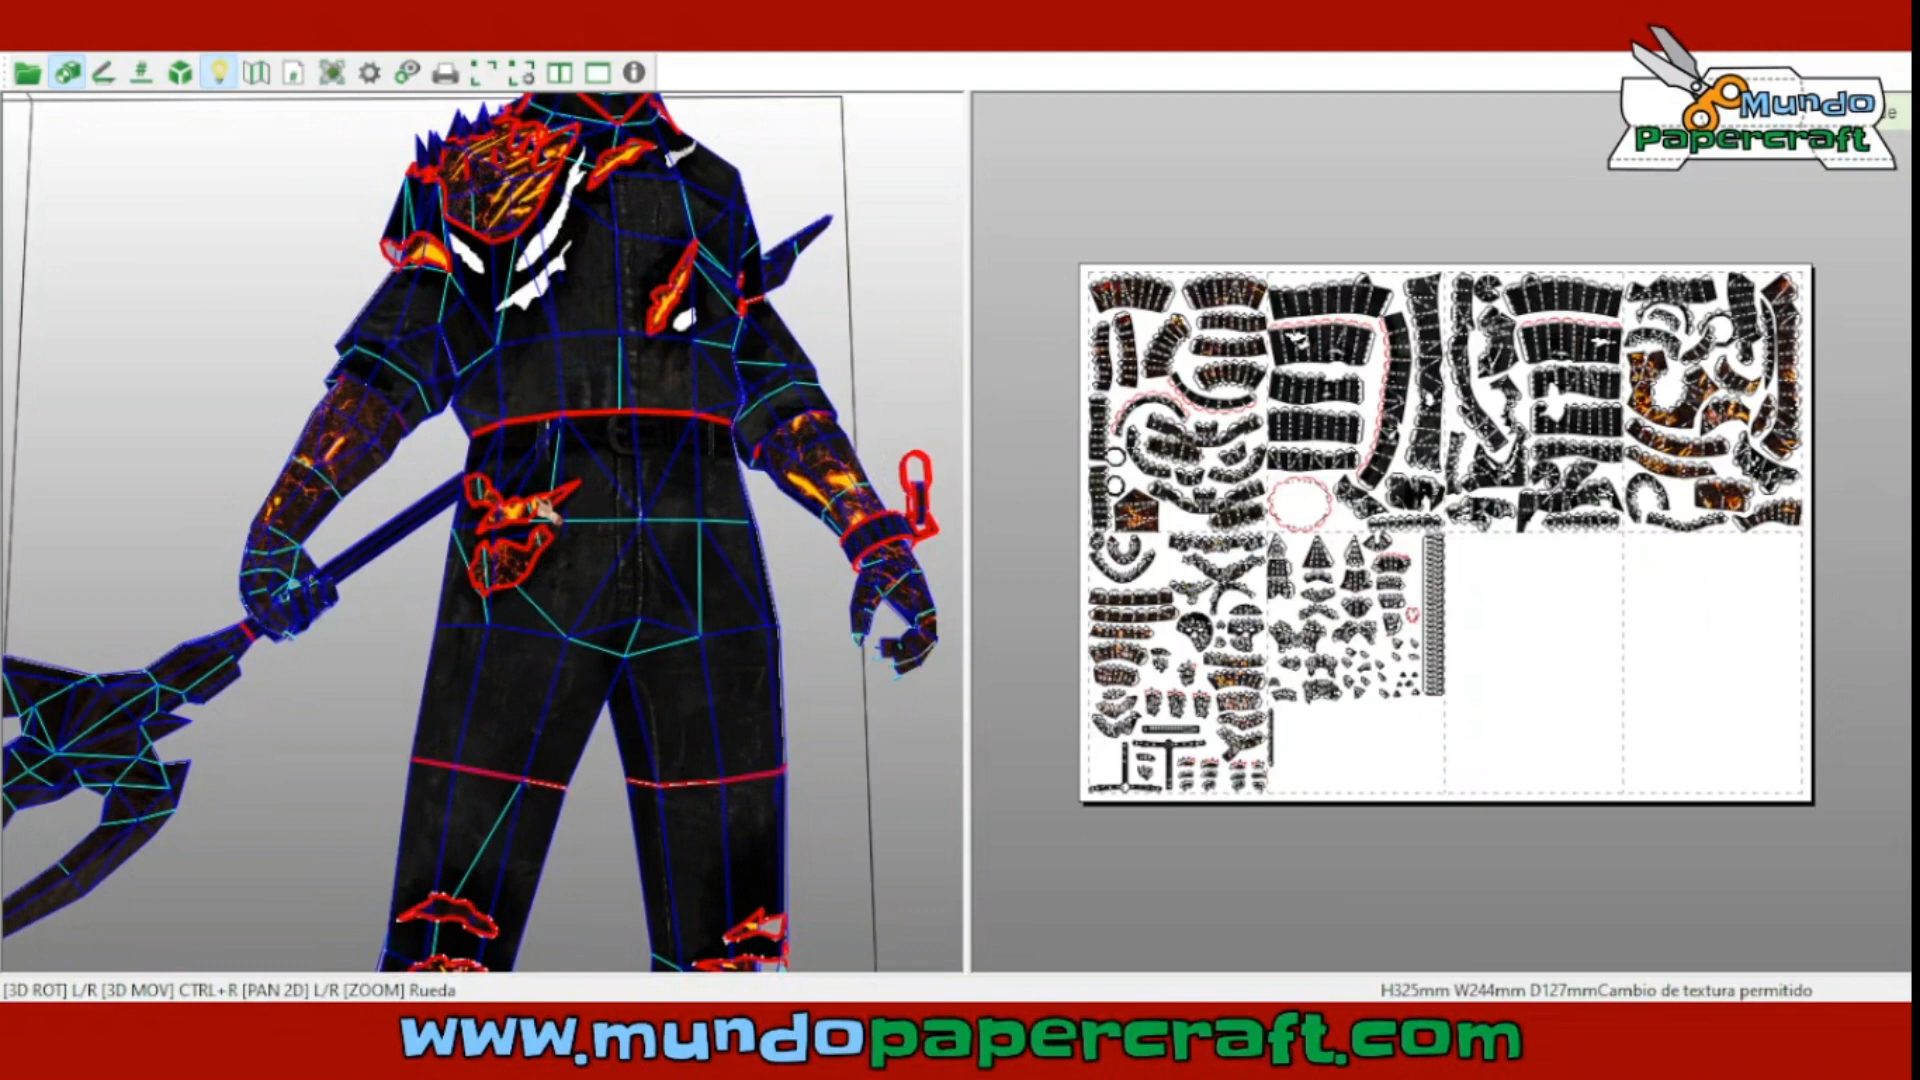 Mundo
Papercraft
[3D ROT] L/R [3D MOV] CTRL+R [PAN 2D] L/R [ZOOM] Rueda
H325mm W244mm D127mmCambio de textura permitido
www.mundopapercraft.com